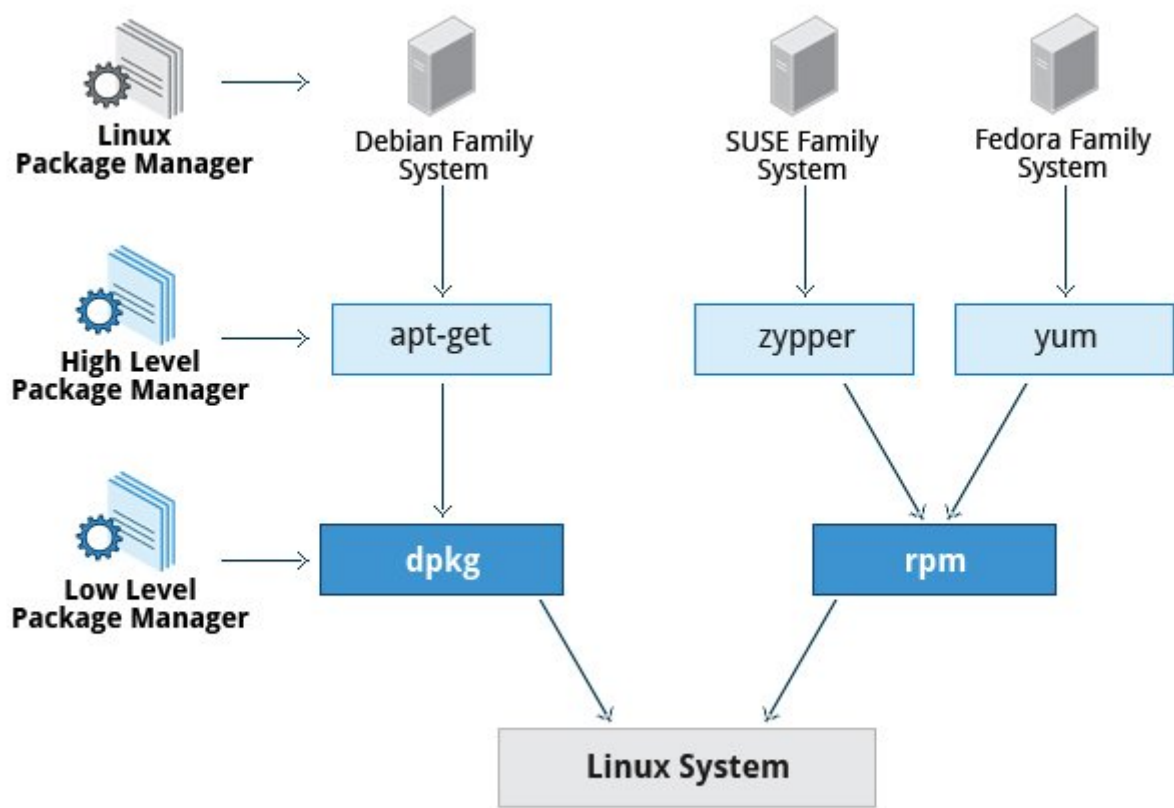 Linux
Package Manager
Debian Family
System
SUSE Family
System
Fedora Family
System
High Level
Package Manager
apt-get
zypper
yum
Low Level
Package Manager
dpkg
rpm
Linux System